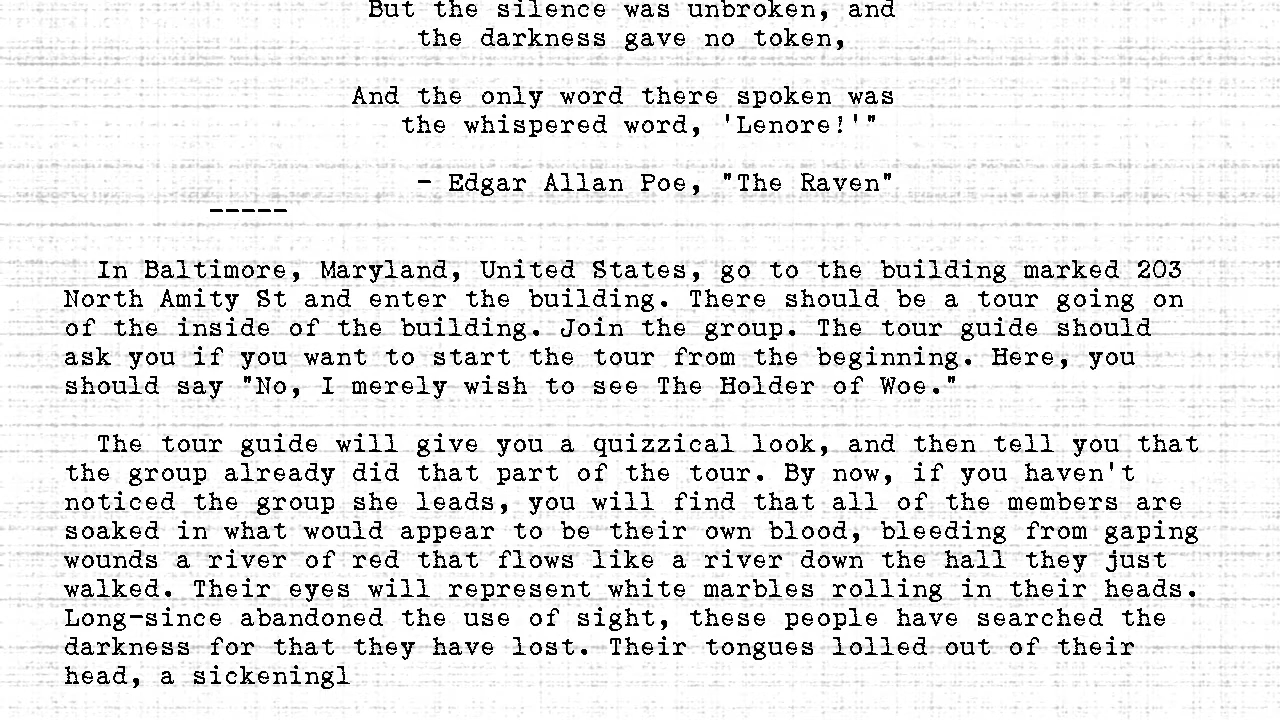 But the silence was unbroken, and
the darkness gave no token,
And the only word there spoken was
the whispered word, 'Lenore!'"
- Edgar Allan Poe, "The Raven"
-----
In Baltimore, Maryland, United States, go to the building marked 203
North Amity St and enter the building. There should be a tour going on
of the inside of the building. Join the group. The tour guide should
ask you if you want to start the tour from the beginning. Here, you
should say "No, I merely wish to see The Holder of Woe."
The tour guide will give you a quizzical look, and then tell you that
the group already did that part of the tour. By now, if you haven't
noticed the group she leads, you will find that all of the members are
soaked in what would appear to be their own blood, bleeding from gaping
wounds a river of red that flows like a river down the hall they just
walked. Their eyes will represent white marbles rolling in their heads.
Long-since abandoned the use of sight, these people have searched the
darkness for that they have lost. Their tongues lolled out of their
head, a sickeningl